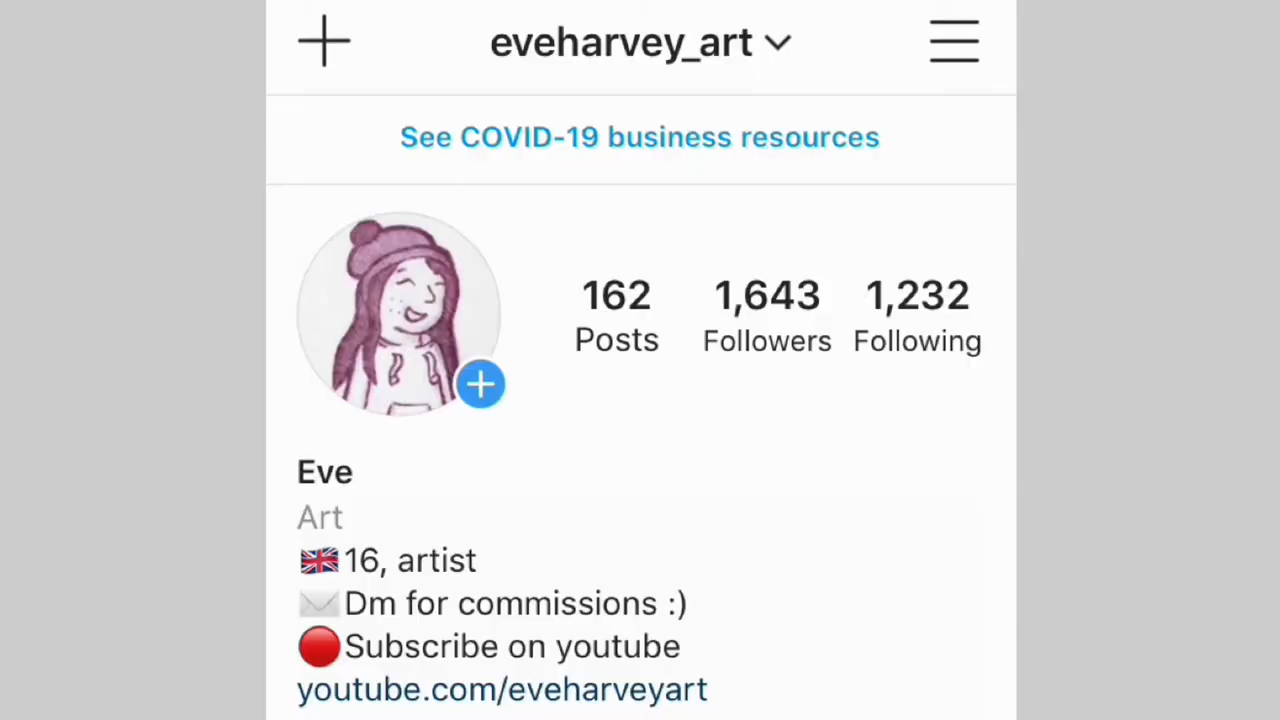 eveharvey_art
See COVID-19 business resources
162 1,643 1,232
Posts Followers Following
Eve
Art
🇬🇧16, artist
✉️Dm for commissions :)
🔴Subscribe on youtube
youtube.com/eveharveyart